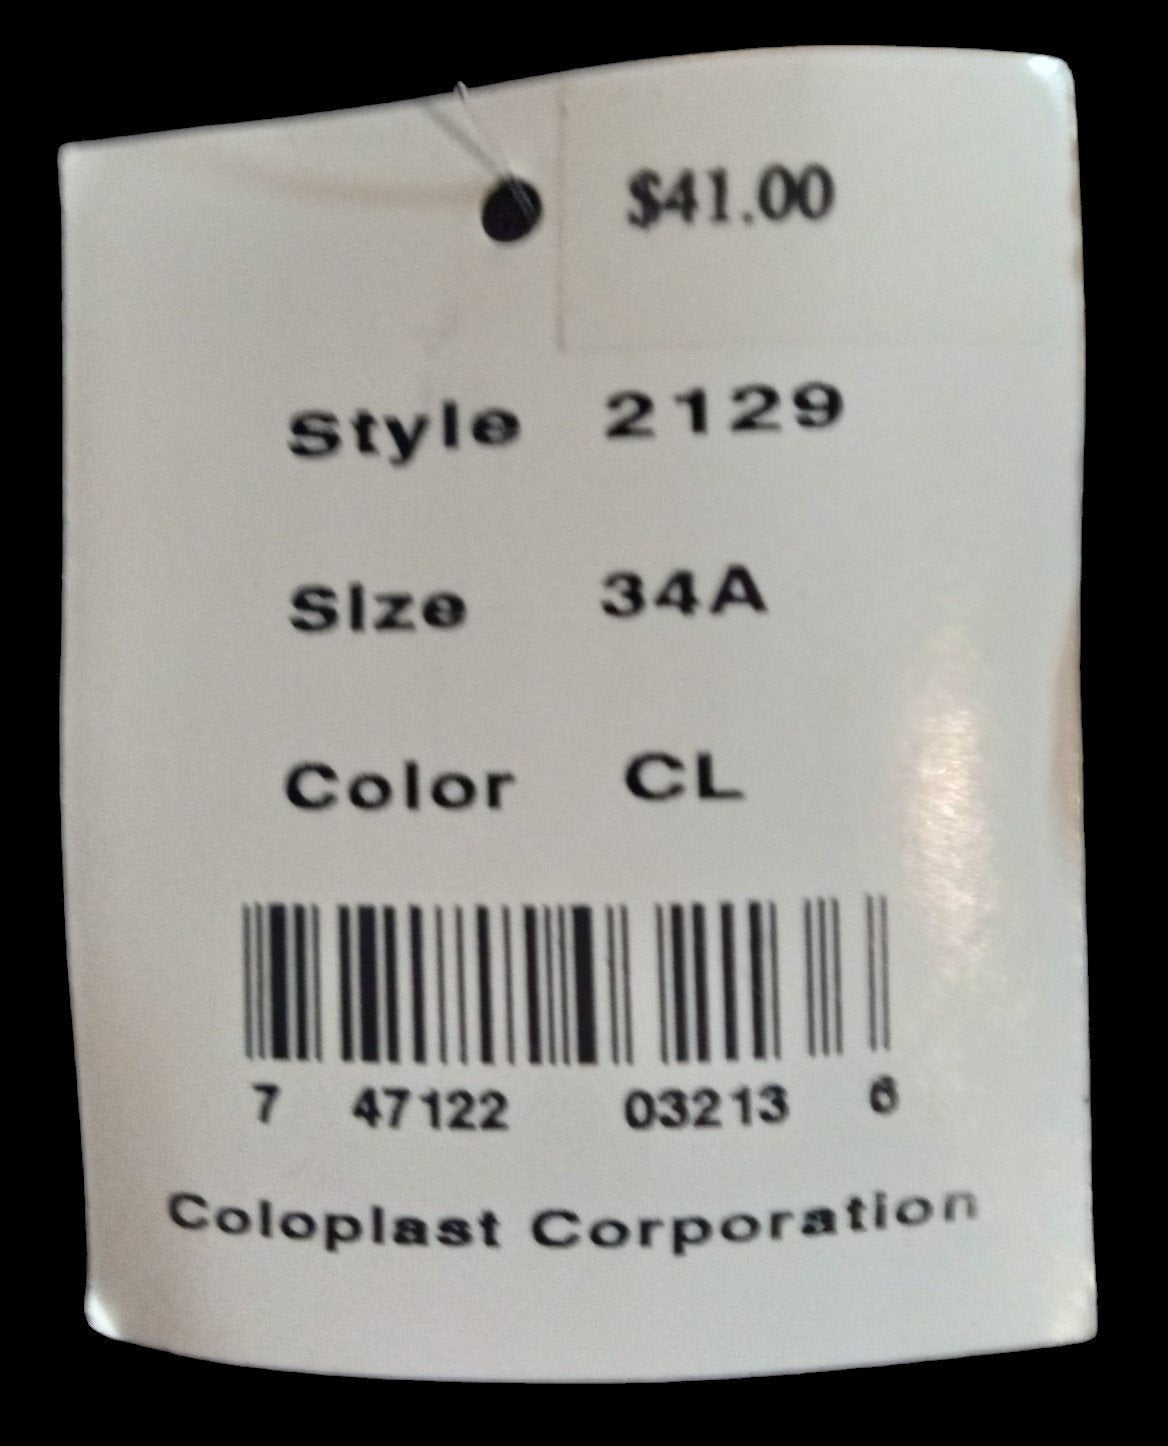 $41.00
Style 2129
Size 34A
Color CL
7 47122 03213 6
Coloplast Corporation